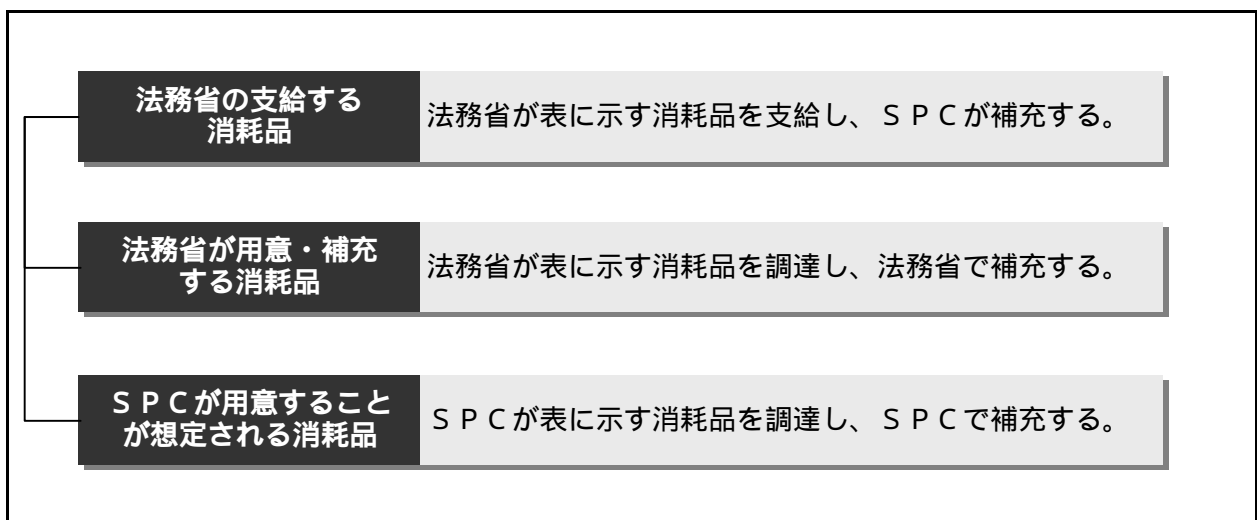 法務省の支給する
消耗品
法務省が表に示す消耗品を支給し、ＳＰＣが補充する。
法務省が用意・補充
する消耗品
法務省が表に示す消耗品を調達し、法務省で補充する。
ＳＰＣが用意すること
が想定される消耗品
ＳＰＣが表に示す消耗品を調達し、ＳＰＣで補充する。